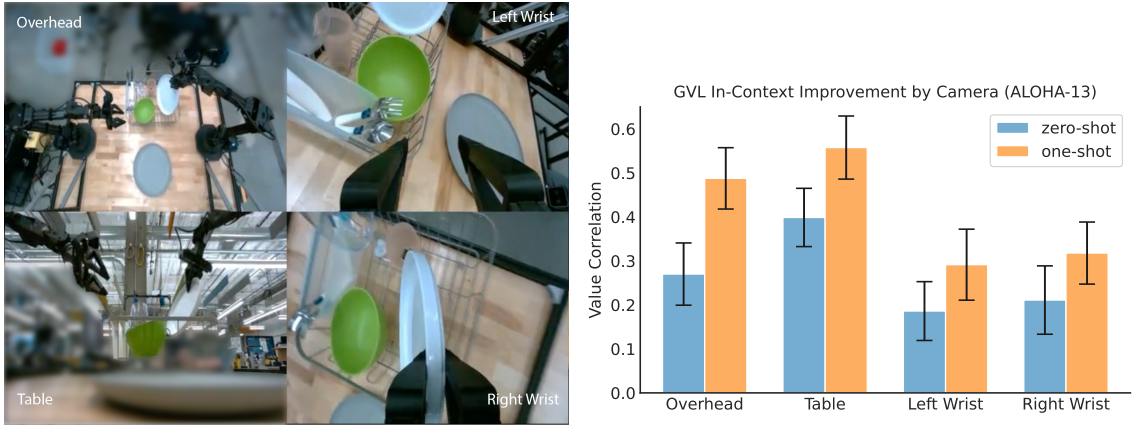 Overhead
Left Wrist
Table
Right Wrist
GVL In-Context Improvement by Camera (ALOHA-13)
zero-shot
one-shot
Value Correlation
0.6
0.5
0.4
0.3
0.2
0.1
0.0
Overhead Table Left Wrist Right Wrist